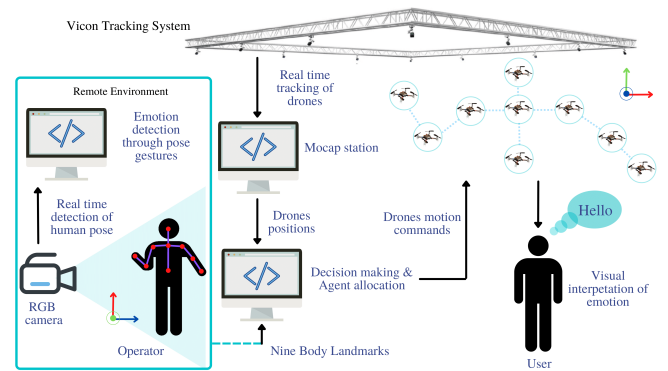 Vicon Tracking System
Remote Environment
Emotion
detection
through pose
gestures
Real time
detection of
human pose
RGB
camera
Operator
Real time
tracking of
drones
Mocap station
Drones
positions
Decision making &
Agent allocation
Nine Body Landmarks
Drones motion
commands
Hello
Visual
interpetation of
emotion
User